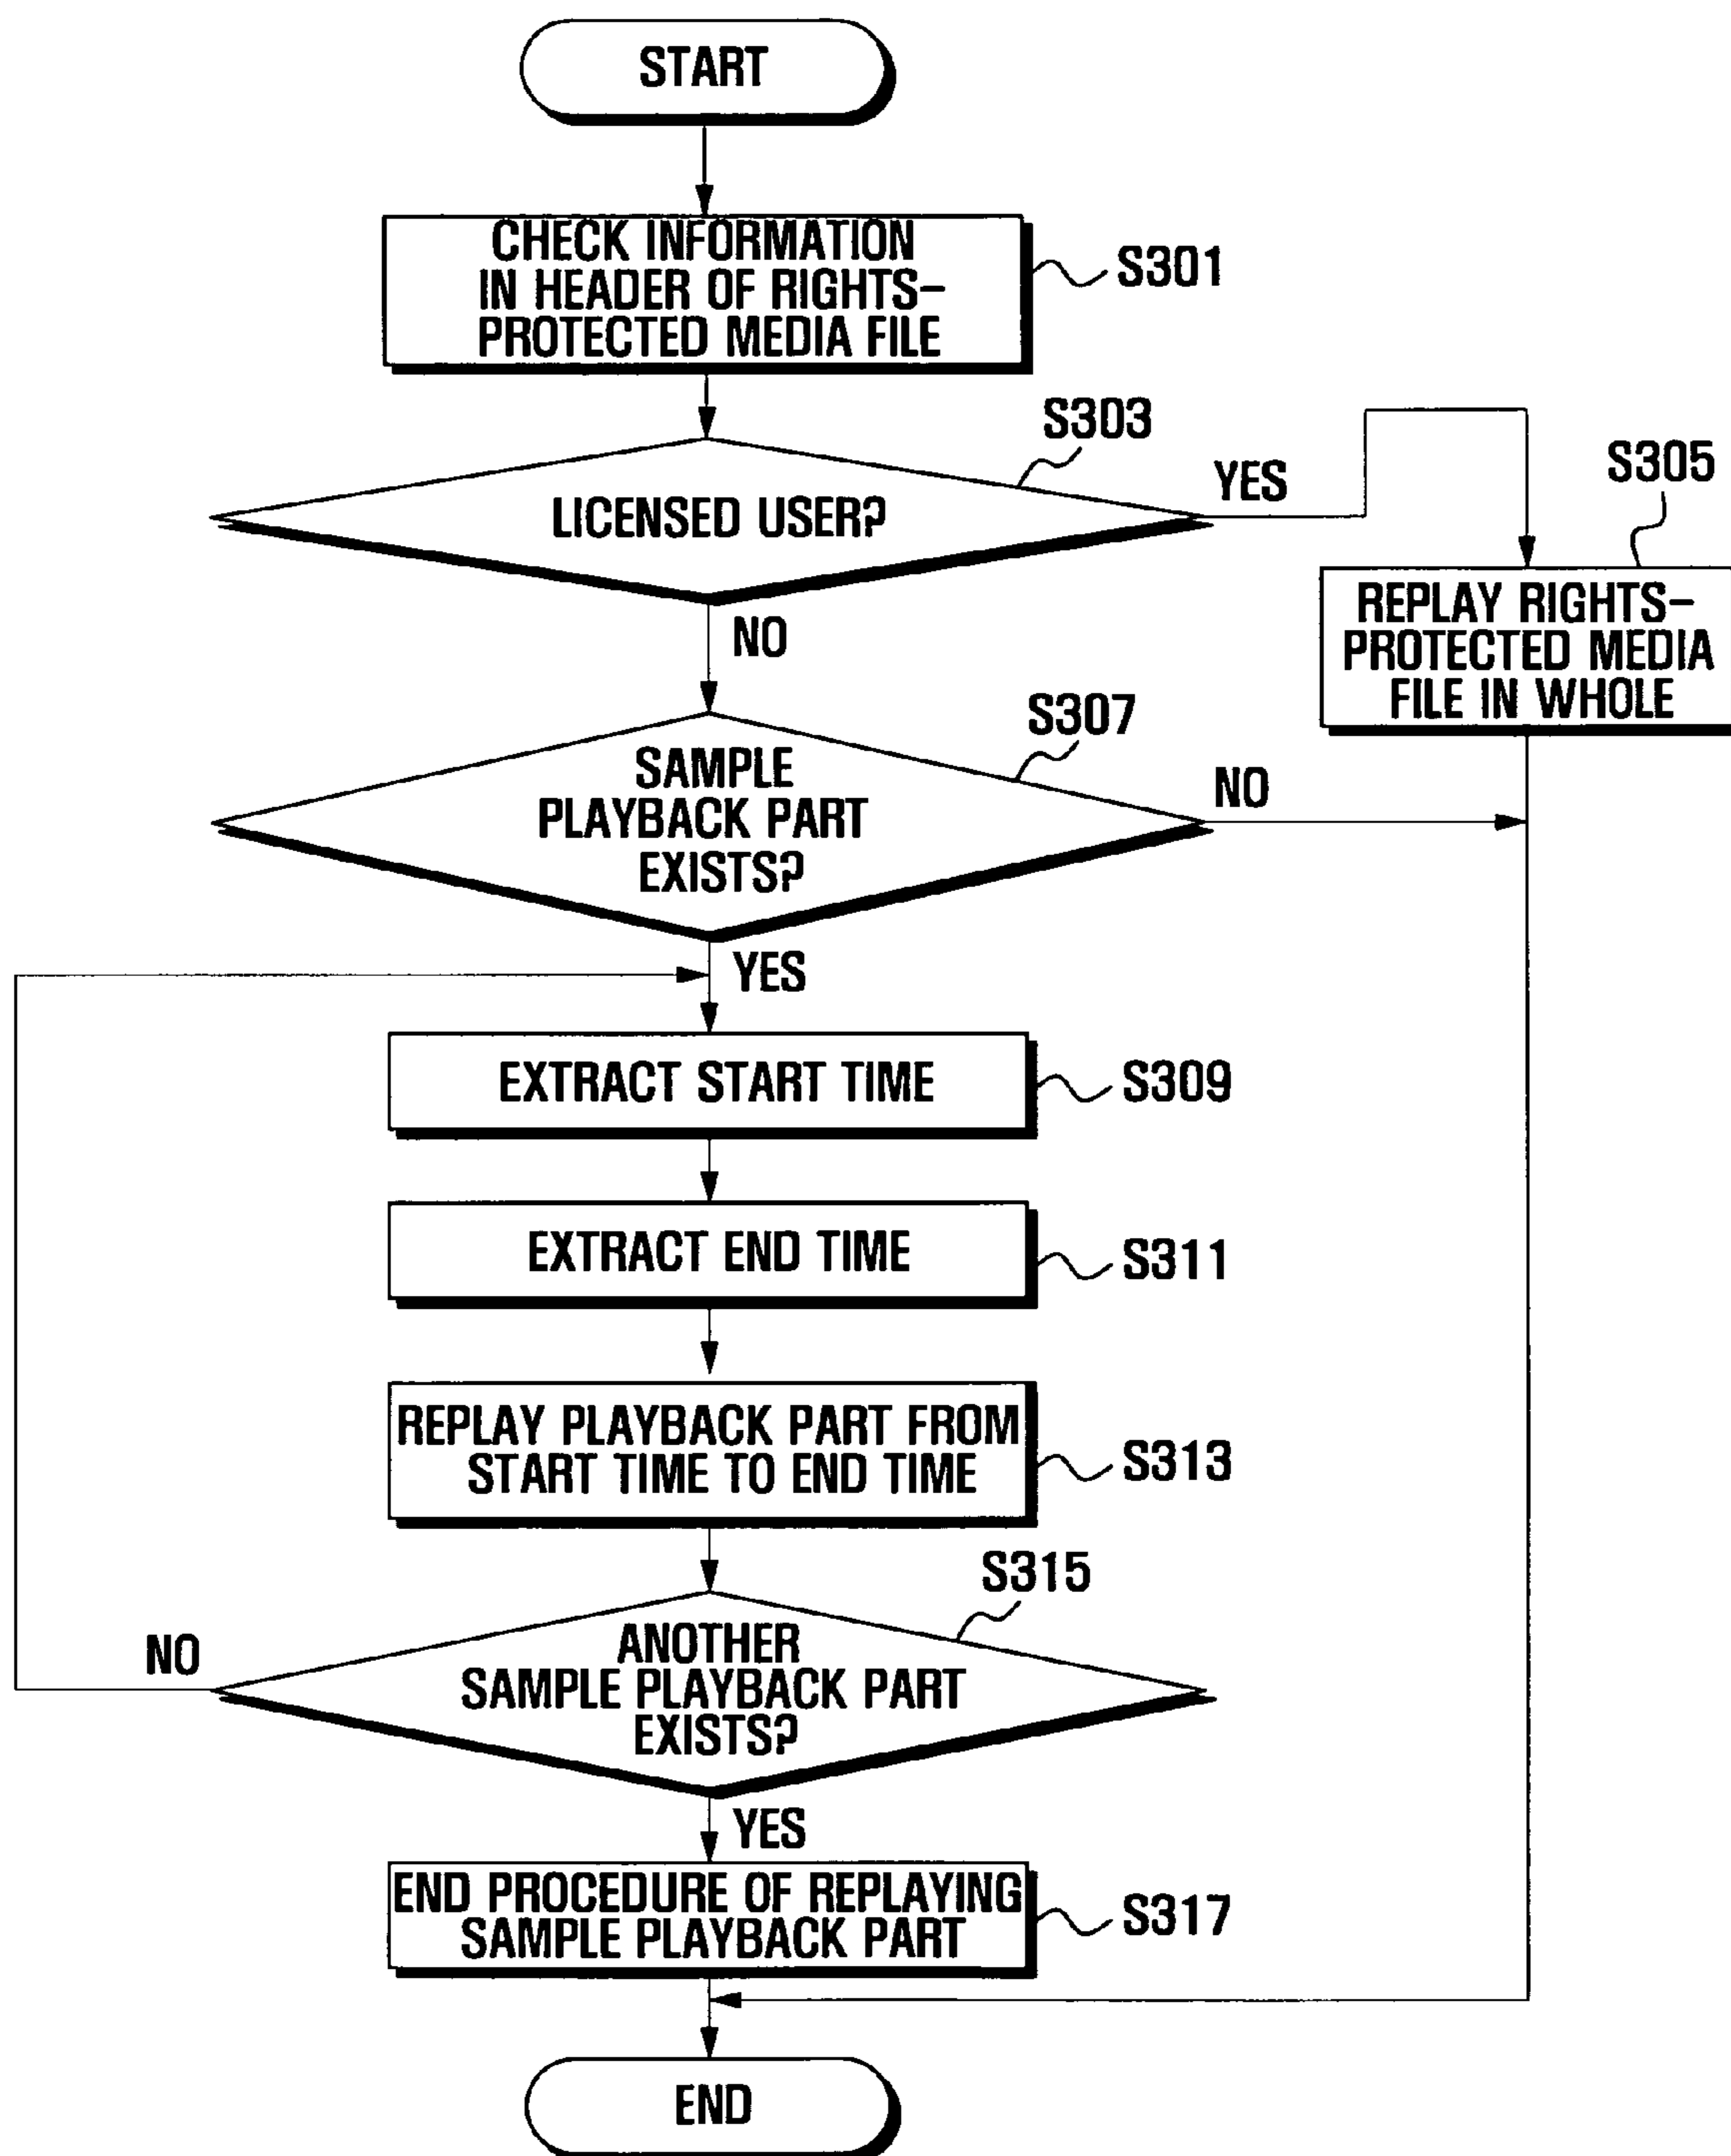 START
CHECK INFORMATION
IN HEADER OF RIGHTS-
PROTECTED MEDIA FILE
S301
S303
LICENSED USER?
YES
S305
REPLAY RIGHTS-
PROTECTED MEDIA
FILE IN WHOLE
NO
S307
SAMPLE
PLAYBACK PART
EXISTS?
NO
YES
EXTRACT START TIME
S309
EXTRACT END TIME
S311
REPLAY PLAYBACK PART FROM
START TIME TO END TIME
S313
S315
ANOTHER
SAMPLE PLAYBACK PART
EXISTS?
NO
YES
END PROCEDURE OF REPLAYING
SAMPLE PLAYBACK PART
S317
END